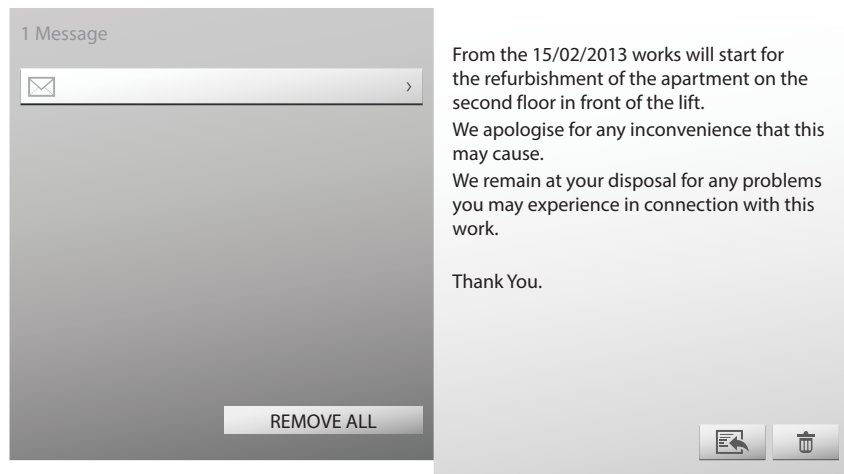 1 Message
From the 15/02/2013 works will start for
the refurbishment of the apartment on the
second floor in front of the lift.
We apologise for any inconvenience that this
may cause.
We remain at your disposal for any problems
you may experience in connection with this
work.
Thank You.
REMOVE ALL